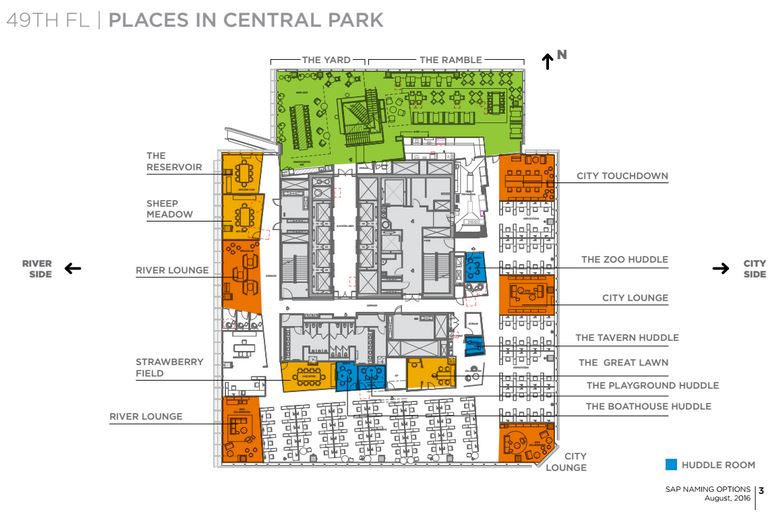 49TH FL | PLACES IN CENTRAL PARK
THE YARD
THE RAMBLE
N
THE
RESERVOIR
CITY TOUCHDOWN
SHEEP
MEADOW
RIVER
SIDE
RIVER LOUNGE
THE ZOO HUDDLE
CITY
SIDE
CITY LOUNGE
THE TAVERN HUDDLE
STRAWBERRY
FIELD
THE GREAT LAWN
THE PLAYGROUND HUDDLE
THE BOATHOUSE HUDDLE
RIVER LOUNGE
CITY
LOUNGE
HUDDLE ROOM
SAP NAMING OPTIONS
August, 2016
3